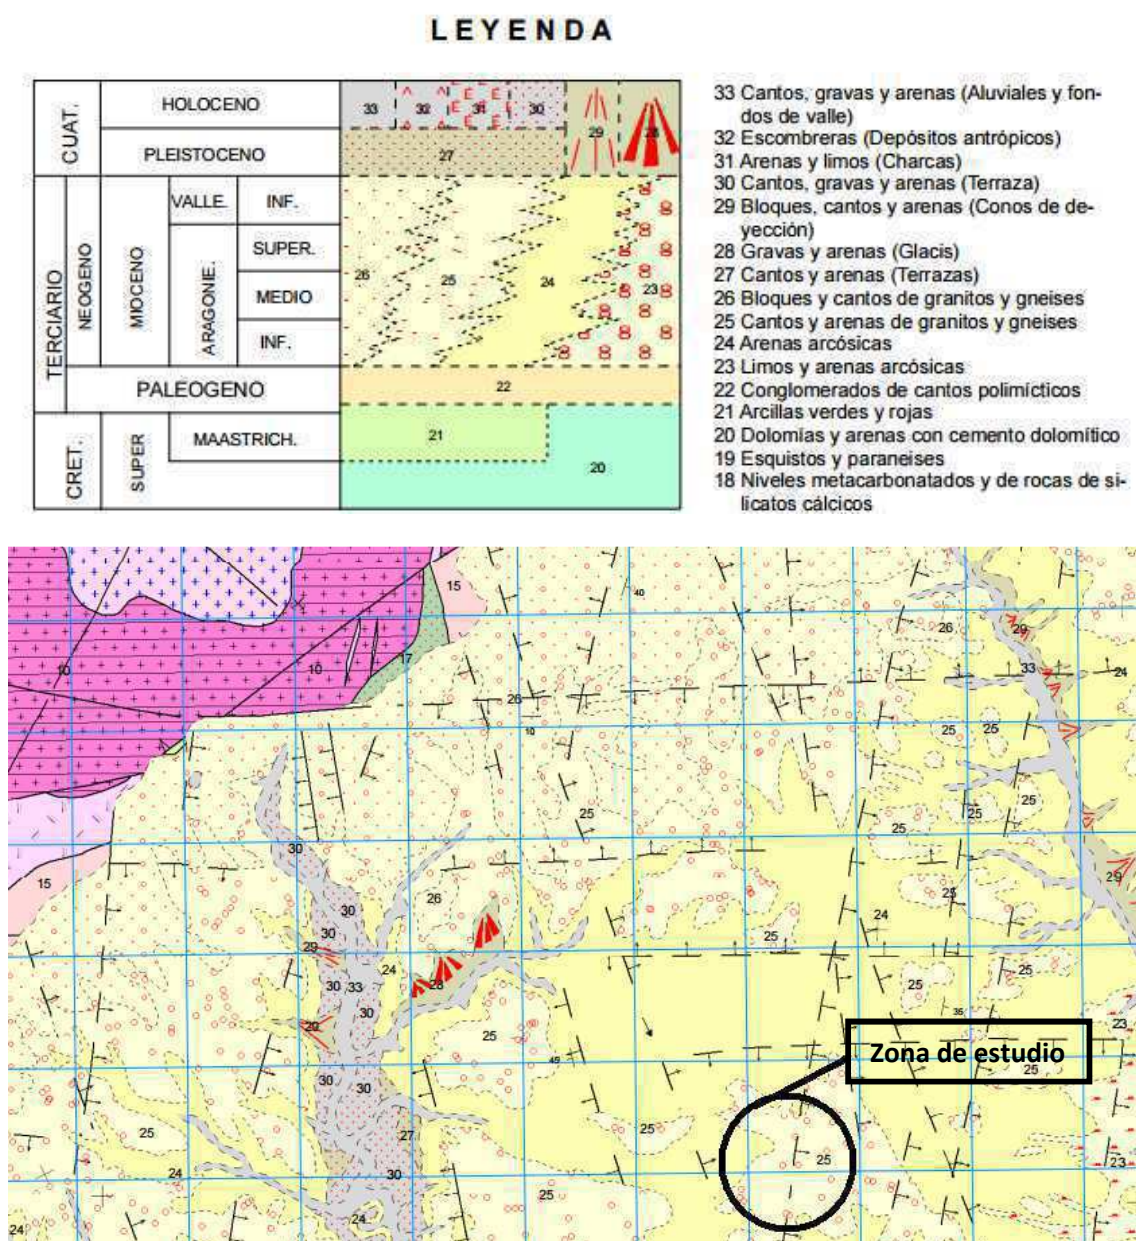 LEYENDA
CUAT.
HOLOCENO
PLEISTOCENO
33
32
31
30
29
28
27
TERCIARIO
NEOGENO
MIOCENO
VALLE.
INF.
ARAGONE.
SUPER.
MEDIO
INF.
26
25
24
23
PALEOGENO
22
CRET.
SUPER
MAASTRICH.
21
20
33 Cantos, gravas y arenas (Aluviales y fon-
dos de valle)
32 Escombreras (Depósitos antrópicos)
31 Arenas y limos (Charcas)
30 Cantos, gravas y arenas (Terraza)
29 Bloques, cantos y arenas (Conos de de-
yección)
28 Gravas y arenas (Glacis)
27 Cantos y arenas (Terrazas)
26 Bloques y cantos de granitos y gneises
25 Cantos y arenas de granitos y gneises
24 Arenas arcósicas
23 Limos y arenas arcósicas
22 Conglomerados de cantos polimícticos
21 Arcillas verdes y rojas
20 Dolomías y arenas con cemento dolomítico
19 Esquistos y paraneises
18 Niveles metacarbonatados y de rocas de si-
licatos cálcicos
15
40
26
29
10
10
17
33
24
26
10
25
25
25
25
30
25
25
15
26
30
30
29
24
25
24
25
29
30
33
28
30
25
25
25
36
23
Zona de estudio
25
49
30
30
25
27
25
25
23
24
30
25
24
24